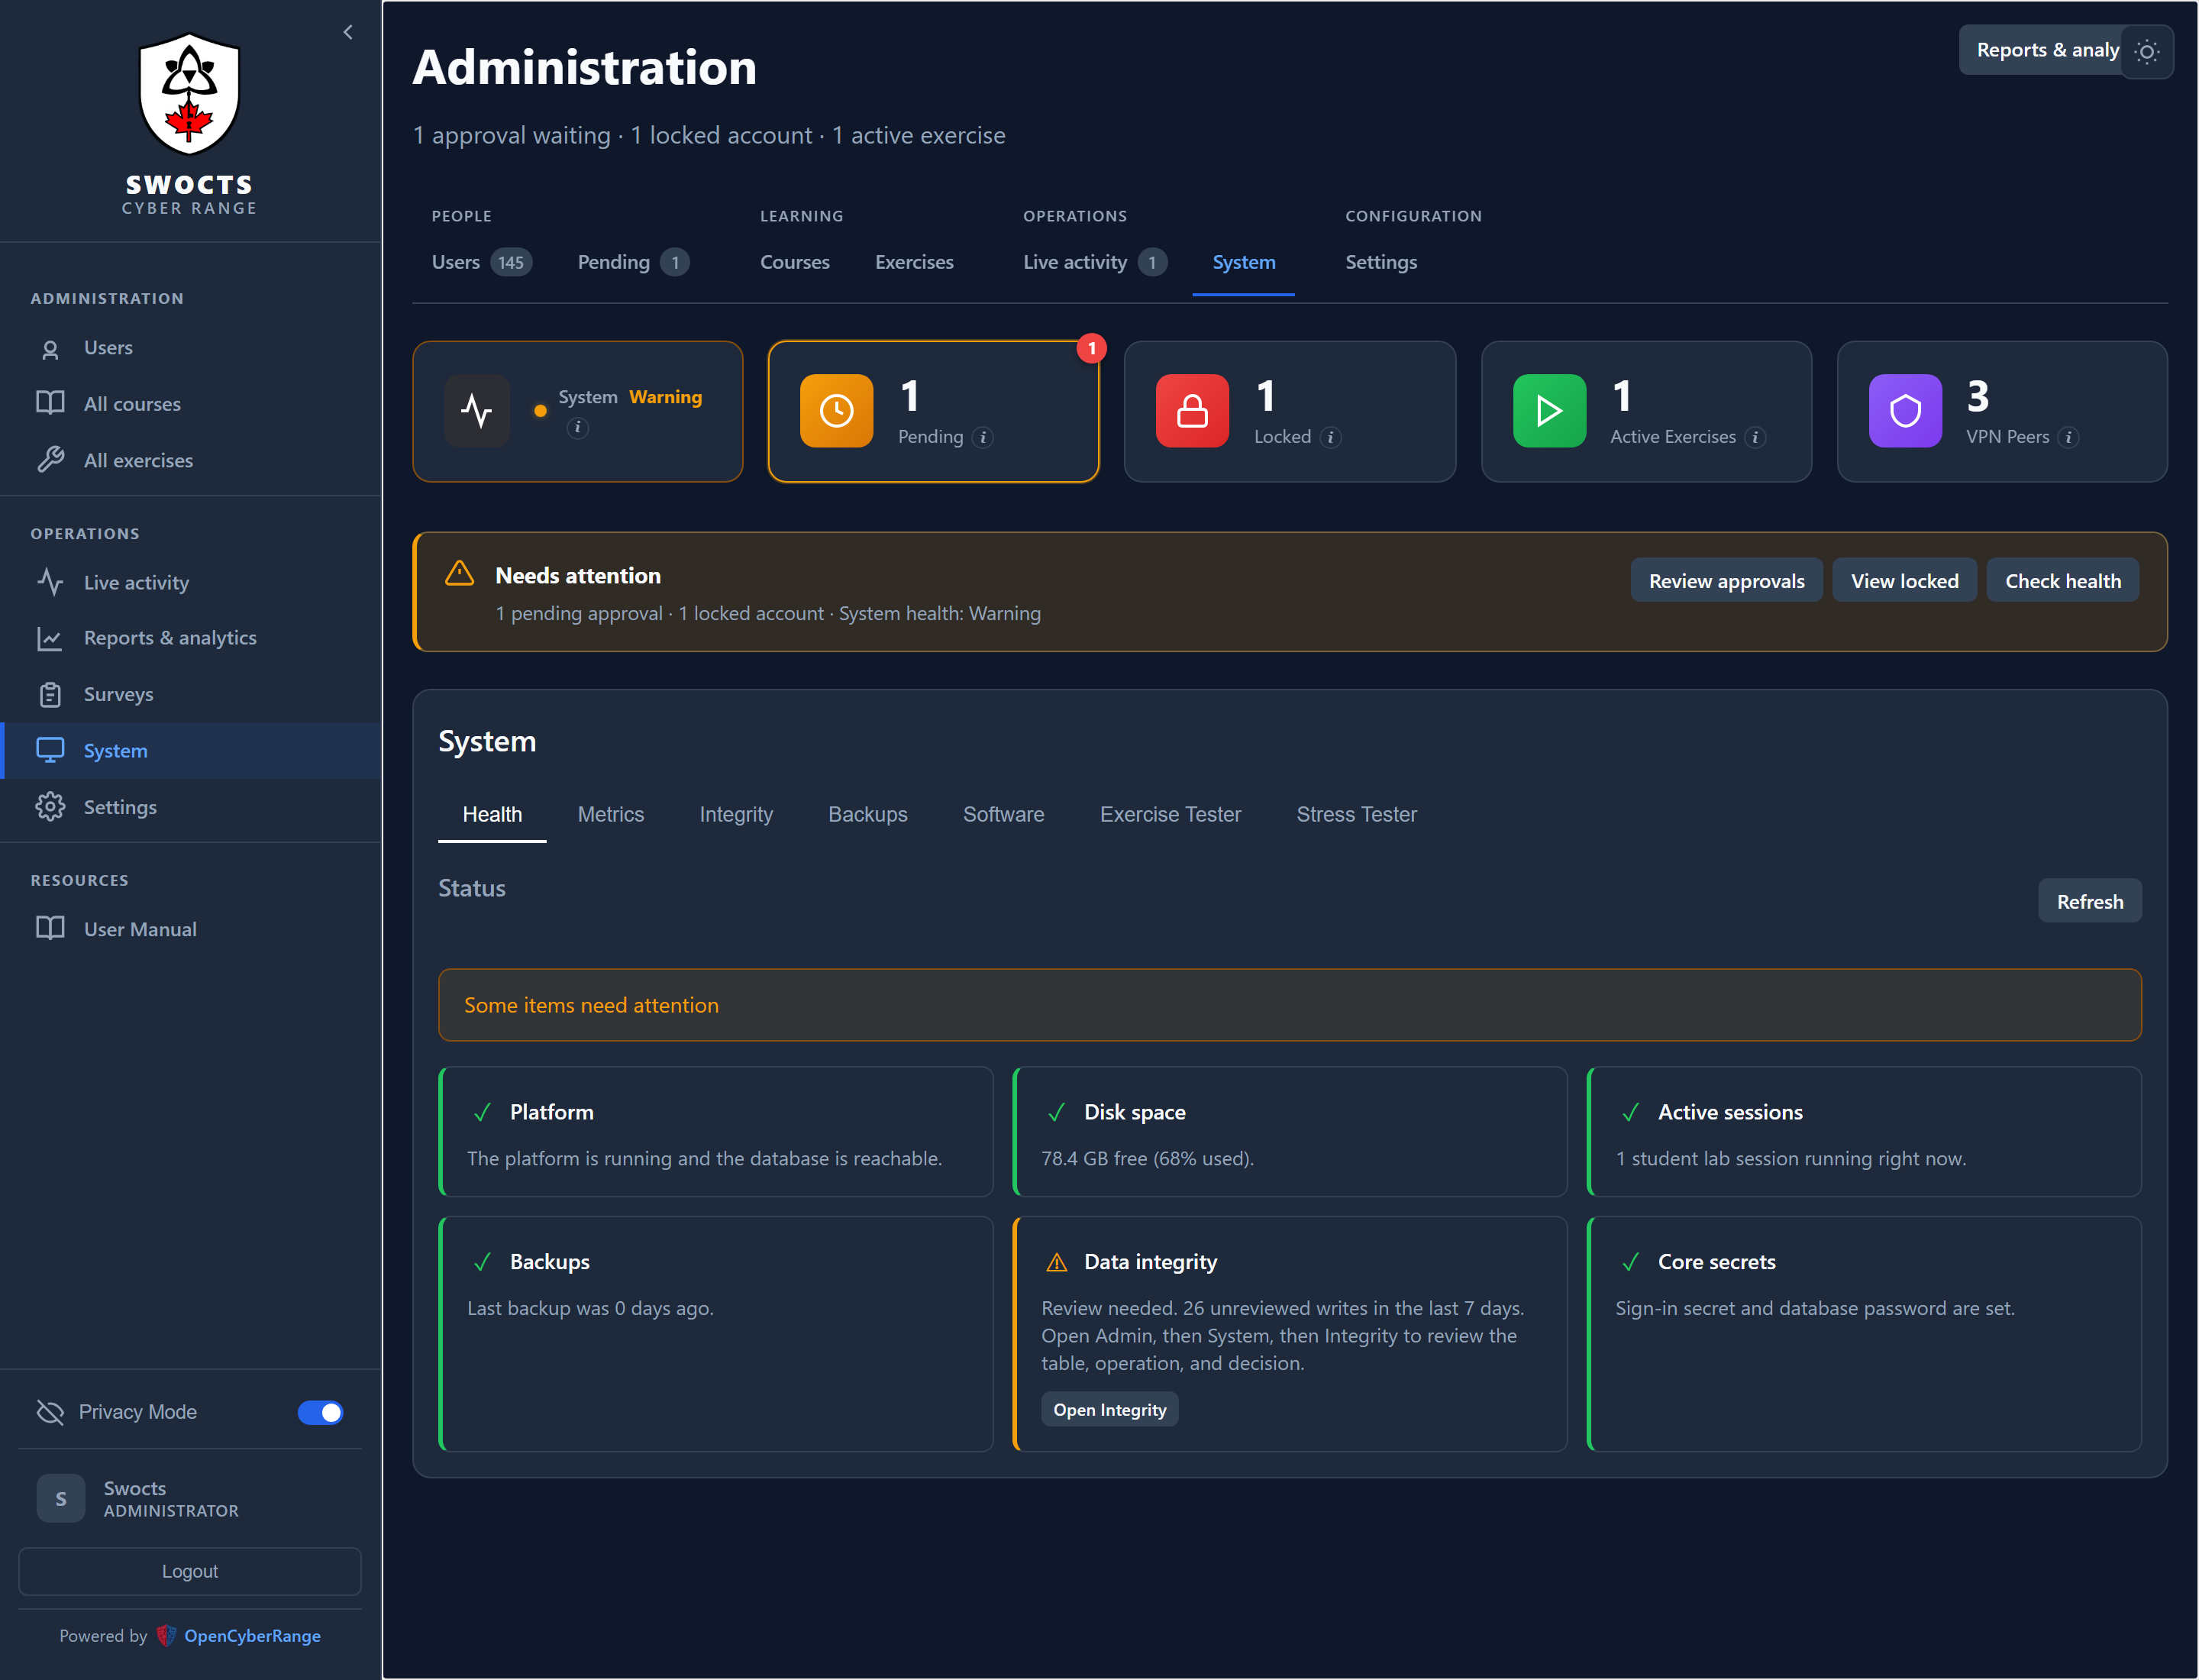 SWOCTS
CYBER RANGE
ADMINISTRATION
Users
All courses
All exercises
OPERATIONS
Live activity
Reports & analytics
Surveys
System
Settings
RESOURCES
User Manual
Privacy Mode
S
Swocts
ADMINISTRATOR
Logout
Powered by OpenCyberRange
Administration
Reports & analy
1 approval waiting · 1 locked account · 1 active exercise
PEOPLE
Users 145
Pending 1
LEARNING
Courses
Exercises
OPERATIONS
Live activity 1
System
CONFIGURATION
Settings
System Warning
i
1
1
Pending i
1
Locked i
1
Active Exercises i
3
VPN Peers i
Needs attention
1 pending approval · 1 locked account · System health: Warning
Review approvals
View locked
Check health
System
Health
Metrics
Integrity
Backups
Software
Exercise Tester
Stress Tester
Status
Refresh
Some items need attention
Platform
The platform is running and the database is reachable.
Disk space
78.4 GB free (68% used).
Active sessions
1 student lab session running right now.
Backups
Last backup was 0 days ago.
Data integrity
Review needed. 26 unreviewed writes in the last 7 days.
Open Admin, then System, then Integrity to review the
table, operation, and decision.
Open Integrity
Core secrets
Sign-in secret and database password are set.